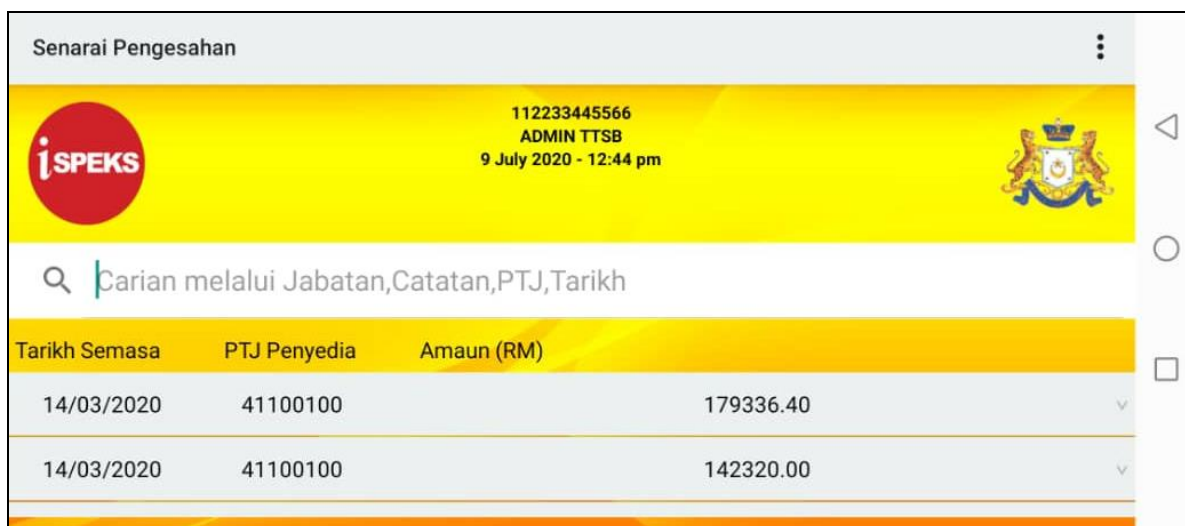 Senarai Pengesahan
iSPEKS
112233445566
ADMIN TTSB
9 July 2020 - 12:44 pm
Carian melalui Jabatan,Catatan,PTJ,Tarikh
Tarikh Semasa PTJ Penyedia Amaun (RM)
14/03/2020 41100100 179336.40
14/03/2020 41100100 142320.00